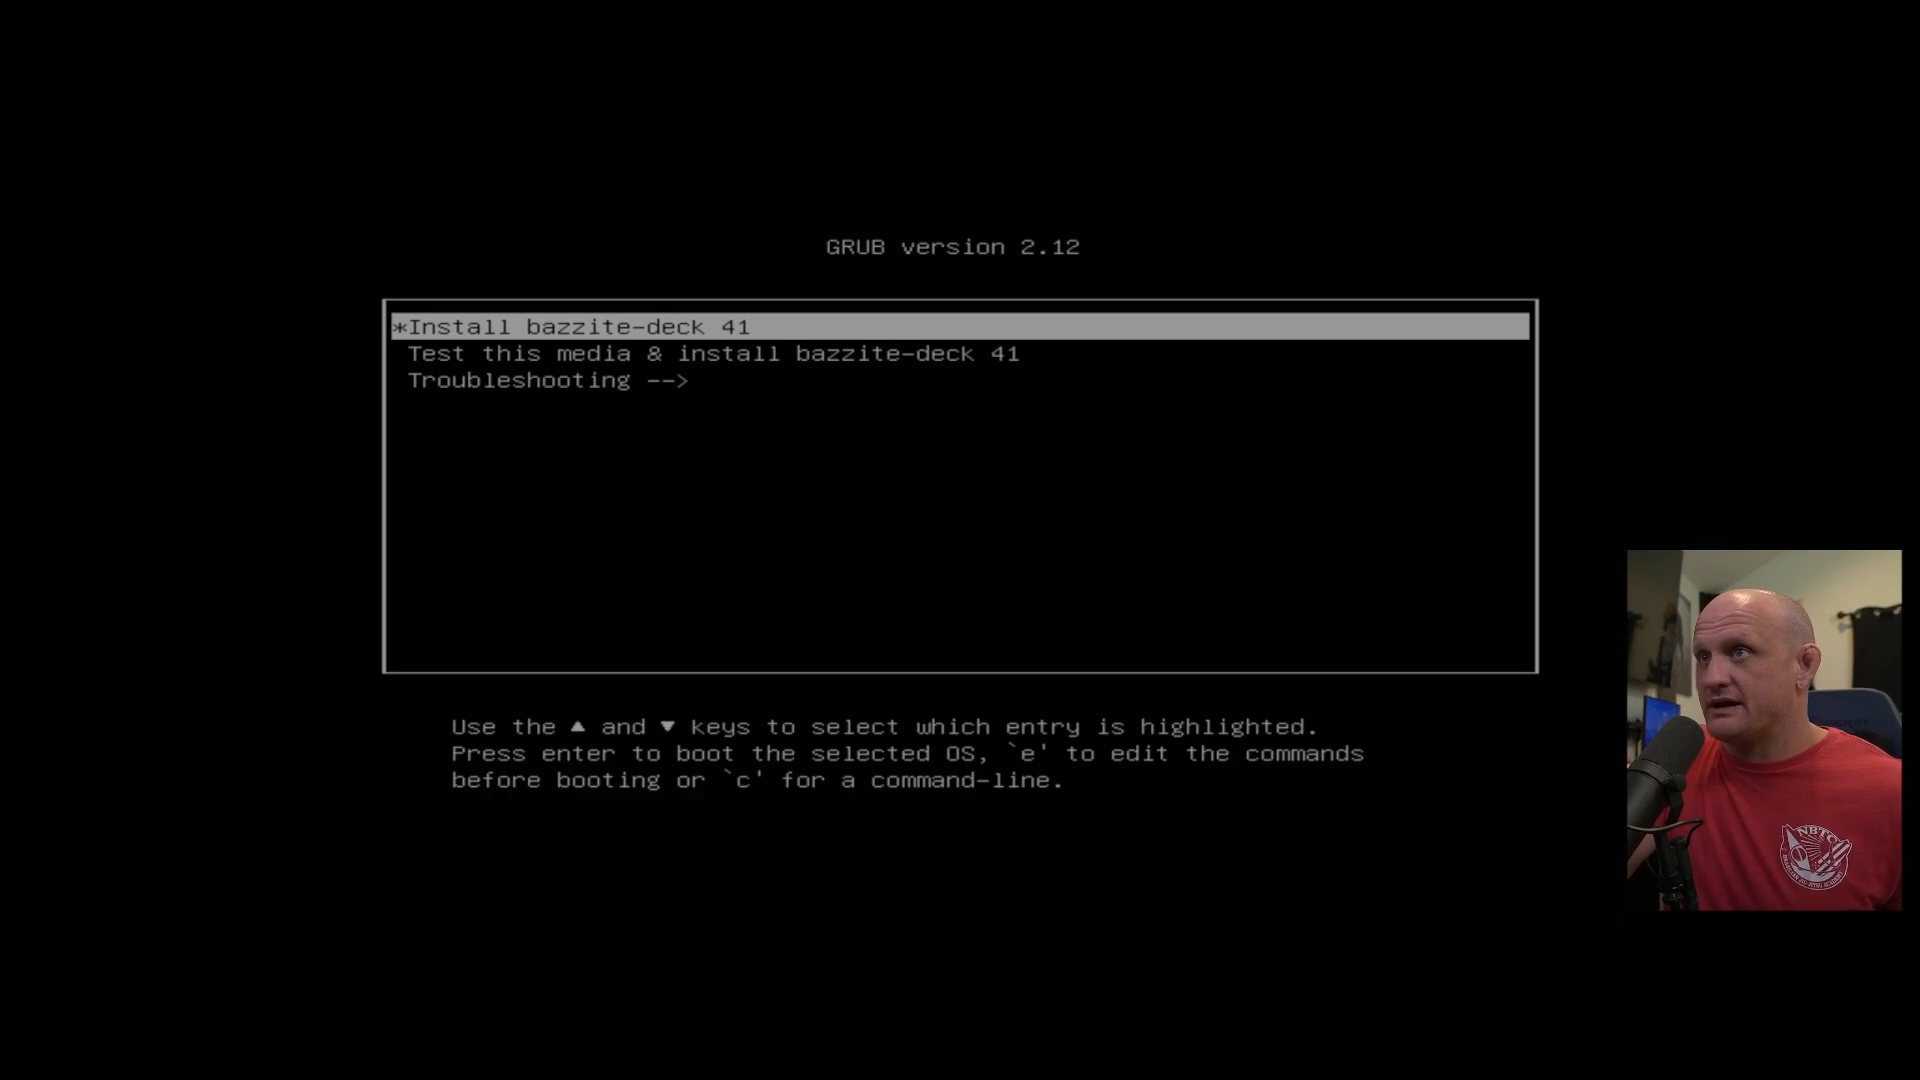 GRUB version 2.12
*Install bazzite-deck 41
Test this media & install bazzite-deck 41
Troubleshooting -->
Use the ▲ and ▼ keys to select which entry is highlighted.
Press enter to boot the selected OS, `e' to edit the commands
before booting or `c' for a command-line.
NBTC